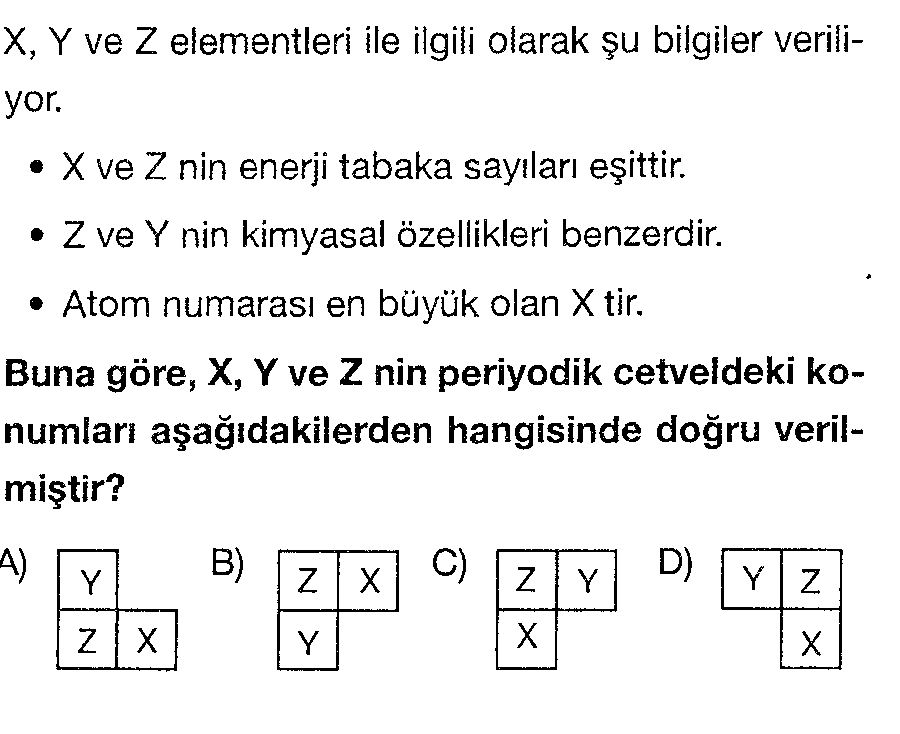 X, Y ve Z elementleri ile ilgili olarak şu bilgiler verili-
yor.
• X ve Z nin enerji tabaka sayıları eşittir.
• Z ve Y nin kimyasal özellikleri benzerdir.
• Atom numarası en büyük olan X tir.
Buna göre, X, Y ve Z nin periyodik cetveldeki ko-
numları aşağıdakilerden hangisinde doğru veril-
miştir?
A) B) C) D)
Y Z X Z Y Y Z
Z X Y X X